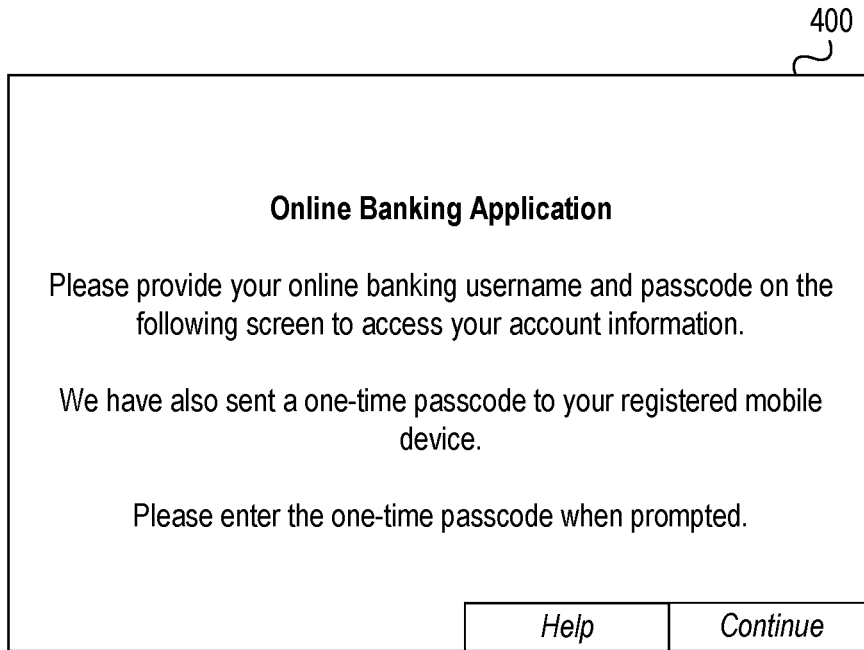 400
Online Banking Application
Please provide your online banking username and passcode on the
following screen to access your account information.
We have also sent a one-time passcode to your registered mobile
device.
Please enter the one-time passcode when prompted.
Help
Continue